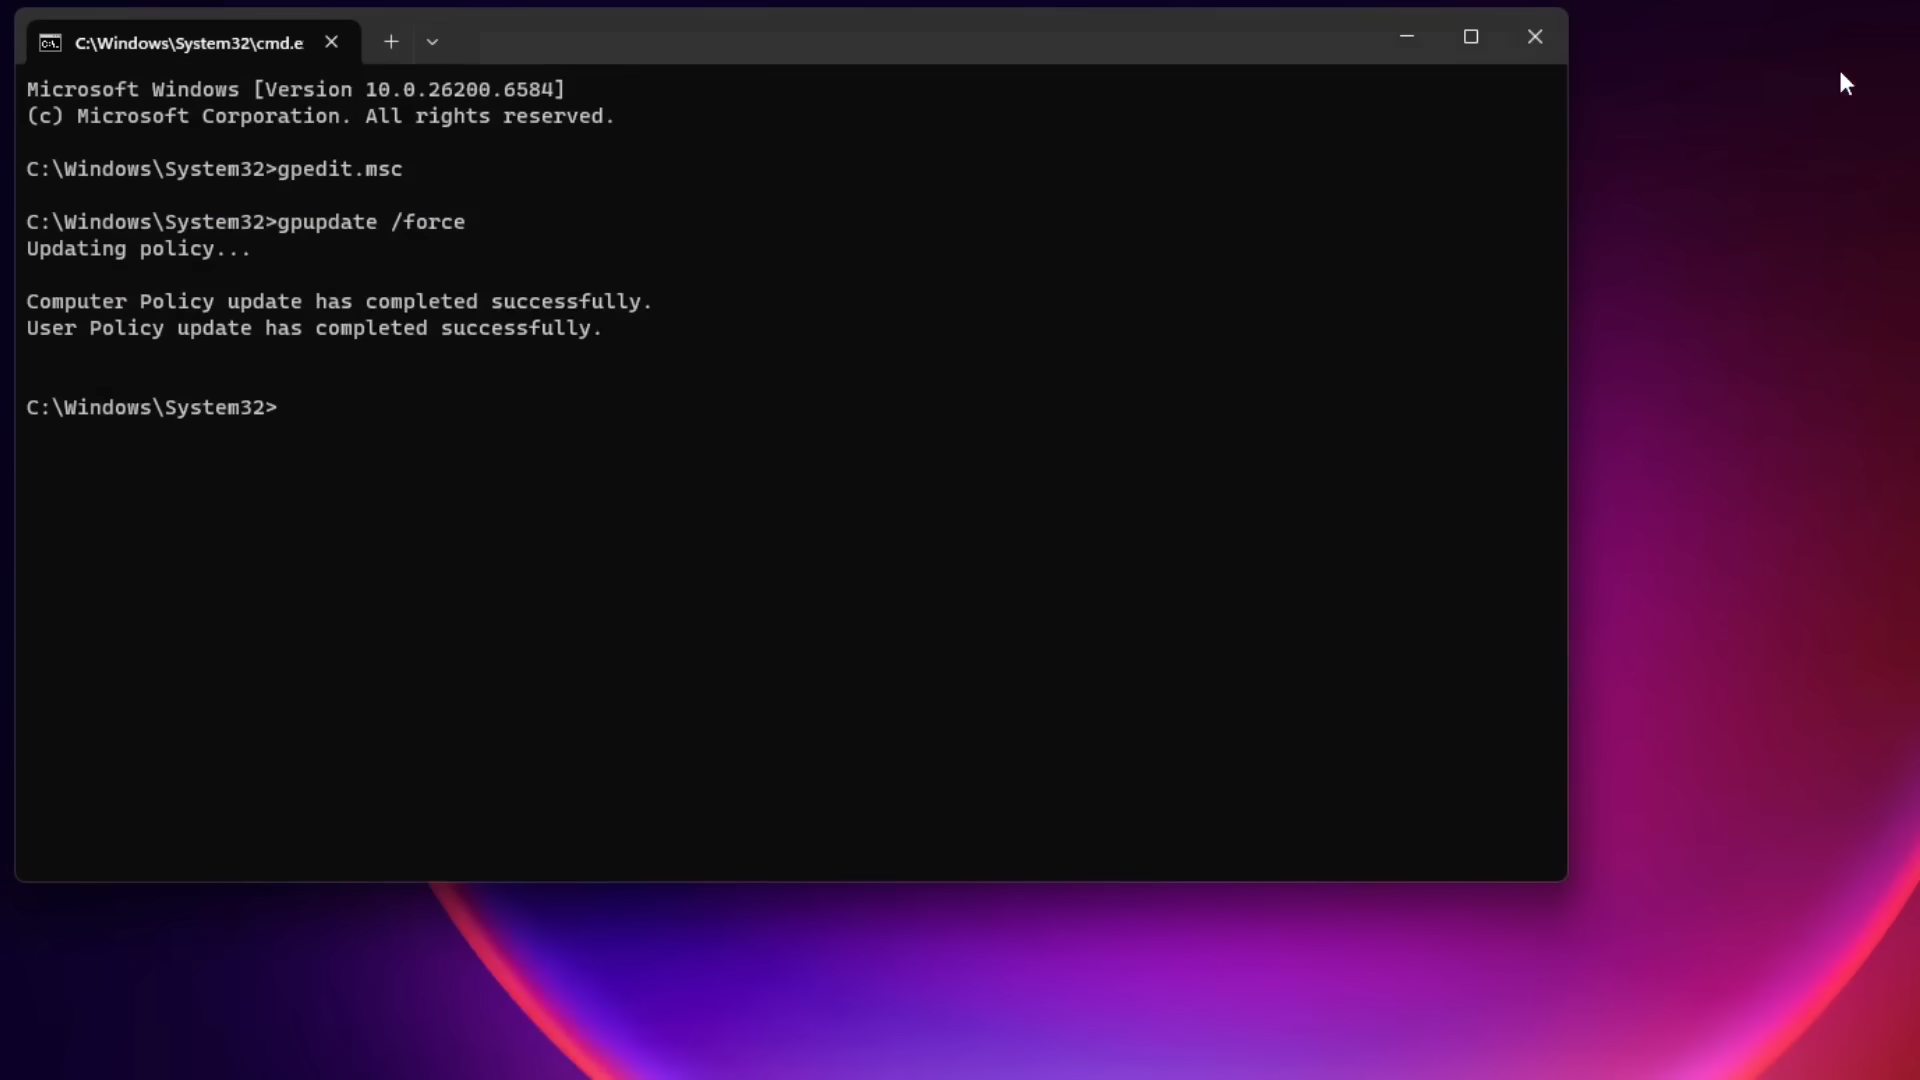 C:\Windows\System32\cmd.e
Microsoft Windows [Version 10.0.26200.6584]
(c) Microsoft Corporation. All rights reserved.
C:\Windows\System32>gpedit.msc
C:\Windows\System32>gpupdate /force
Updating policy...
Computer Policy update has completed successfully.
User Policy update has completed successfully.
C:\Windows\System32>